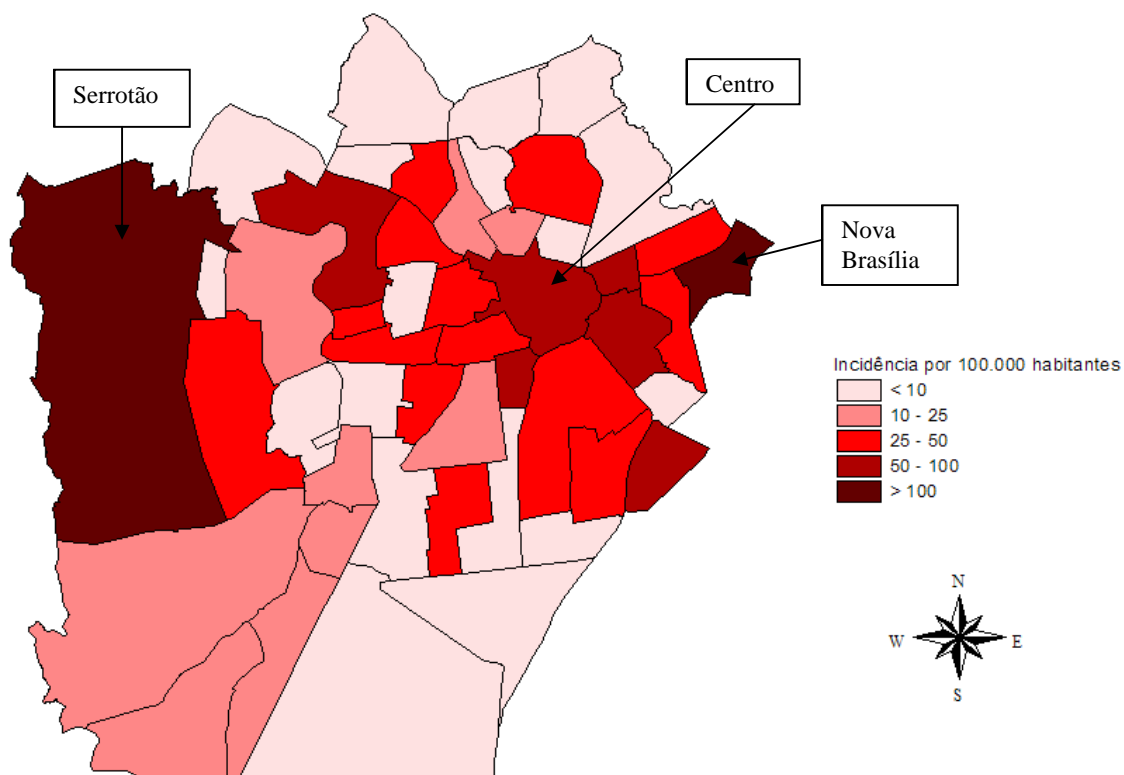 Serrotão
Centro
Nova
Brasília
Incidência por 100.000 habitantes
< 10
10 - 25
25 - 50
50 - 100
> 100
N
W
E
S